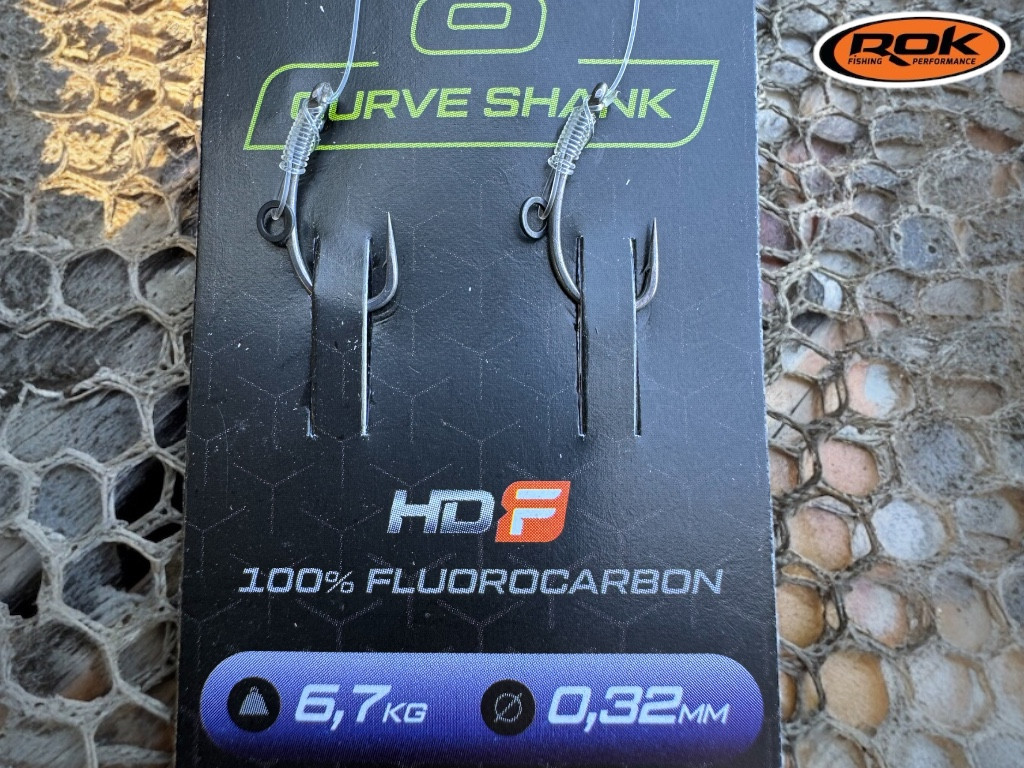 ROK
FISHING PERFORMANCE
CURVE SHANK
HDF
100% FLUOROCARBON
6,7KG 0,32MM